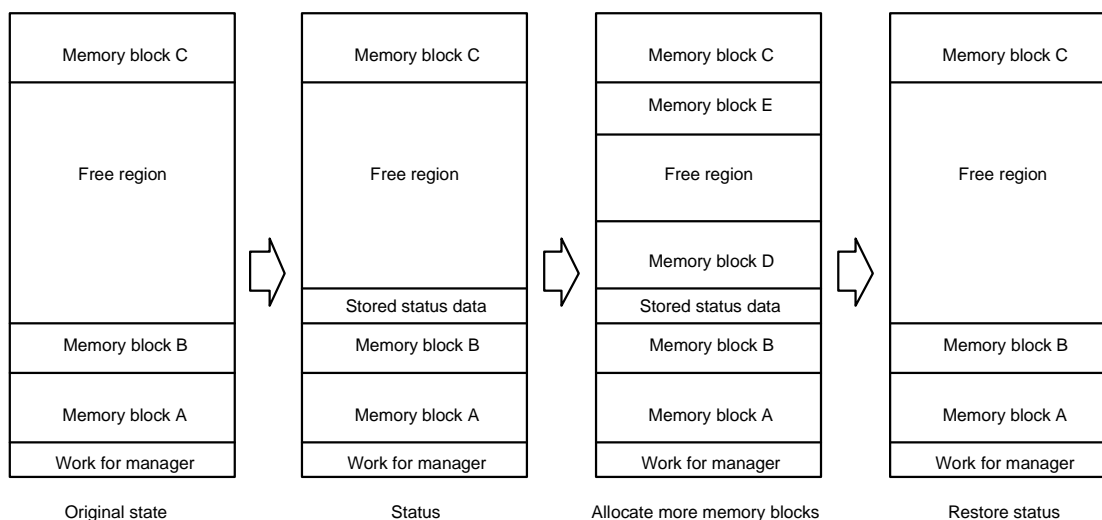 Memory block C
Free region
Memory block B
Memory block A
Work for manager
Original state
Memory block C
Free region
Stored status data
Memory block B
Memory block A
Work for manager
Status
Memory block C
Memory block E
Free region
Memory block D
Stored status data
Memory block B
Memory block A
Work for manager
Allocate more memory blocks
Memory block C
Free region
Memory block B
Memory block A
Work for manager
Restore status